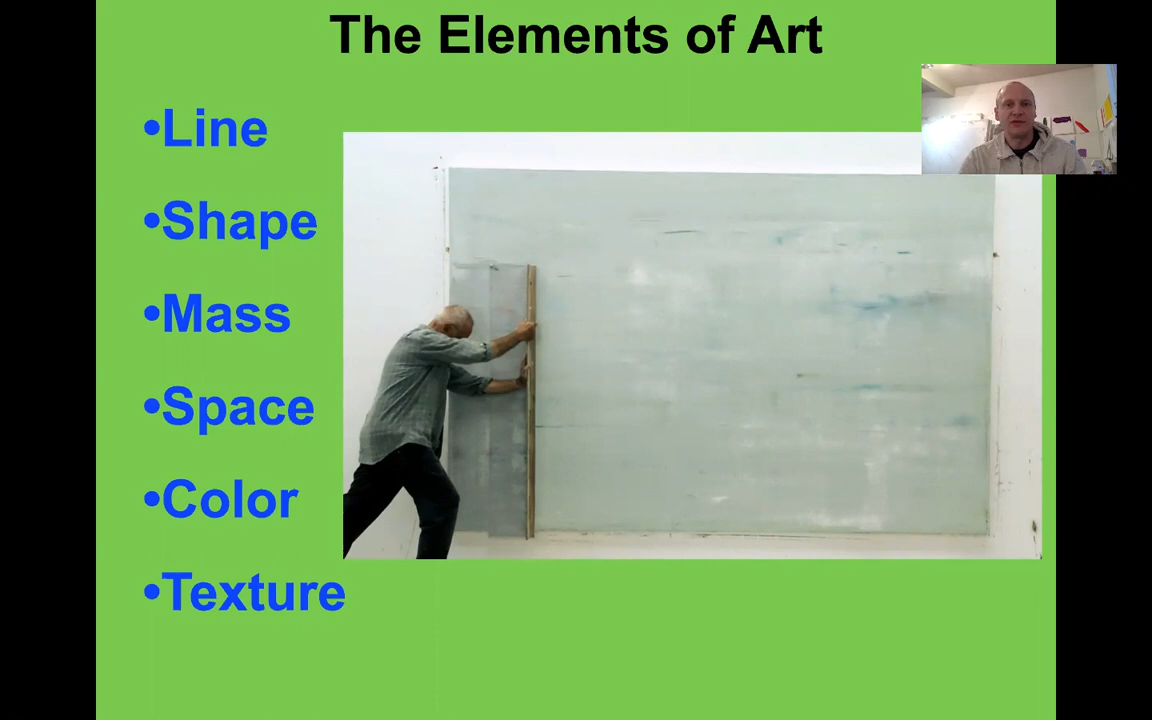 The Elements of Art
•Line
•Shape
•Mass
•Space
•Color
•Texture